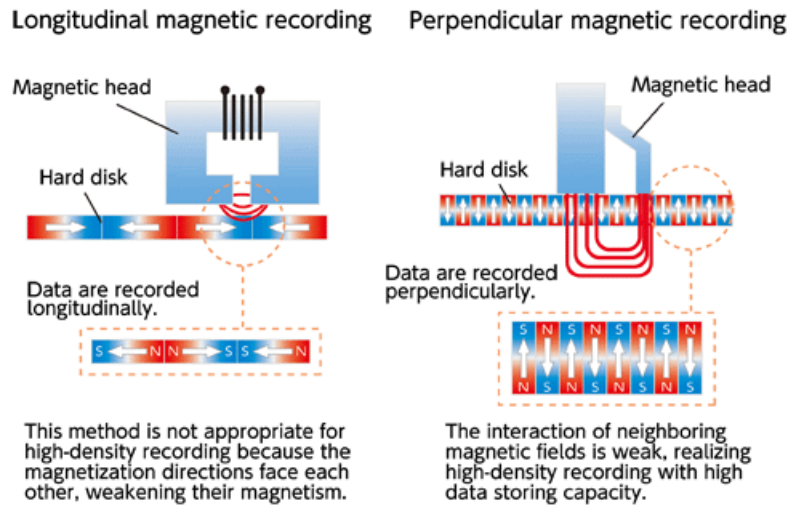 Longitudinal magnetic recording
Magnetic head
Hard disk
Data are recorded
longitudinally.
S N N S S N
This method is not appropriate for
high-density recording because the
magnetization directions face each
other, weakening their magnetism.
Perpendicular magnetic recording
Magnetic head
Hard disk
Data are recorded
perpendicularly.
S N S N S N S N
N S N S N S N S
The interaction of neighboring
magnetic fields is weak, realizing
high-density recording with high
data storing capacity.